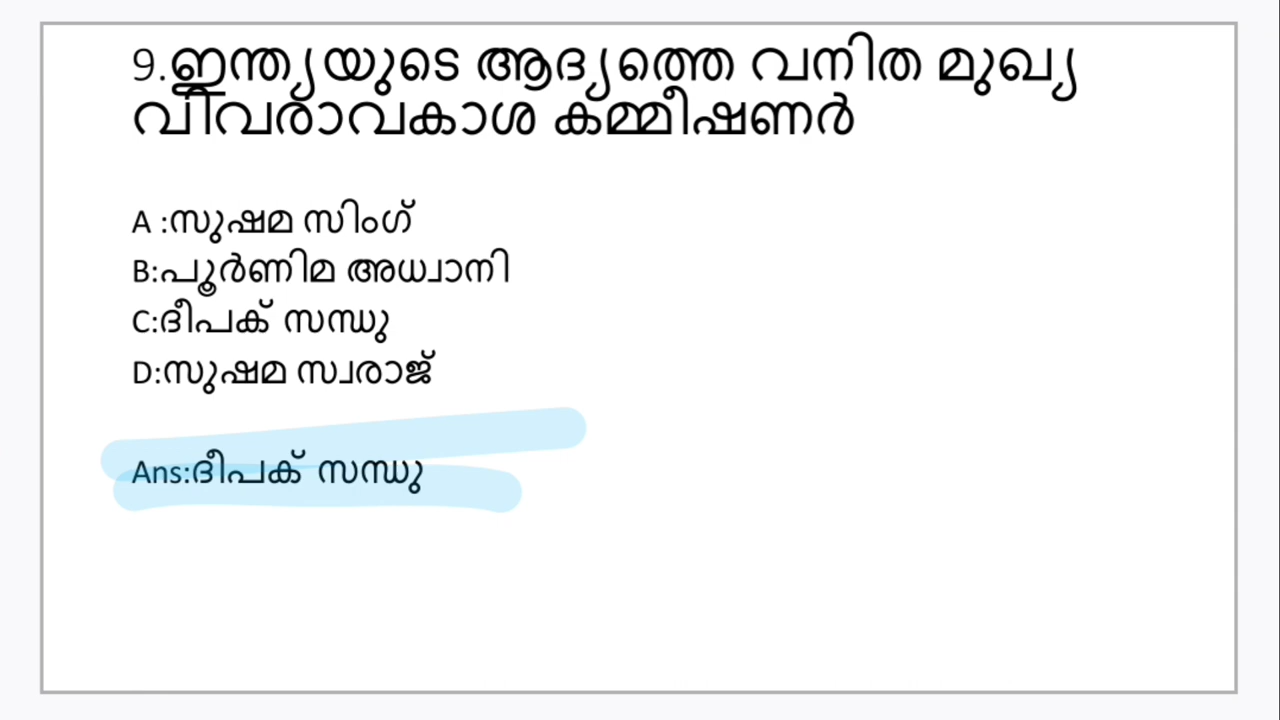 9.ഇന്ത്യയുടെ ആദ്യത്തെ വനിത മുഖ്യ
വിവരാവകാശ കമ്മീഷണർ
A :സുഷമ സിംഗ്
B:പൂർണിമ അധ്വാനി
C:ദീപക് സന്ധു
D:സുഷമ സ്വരാജ്
Ans:ദീപക് സന്ധു